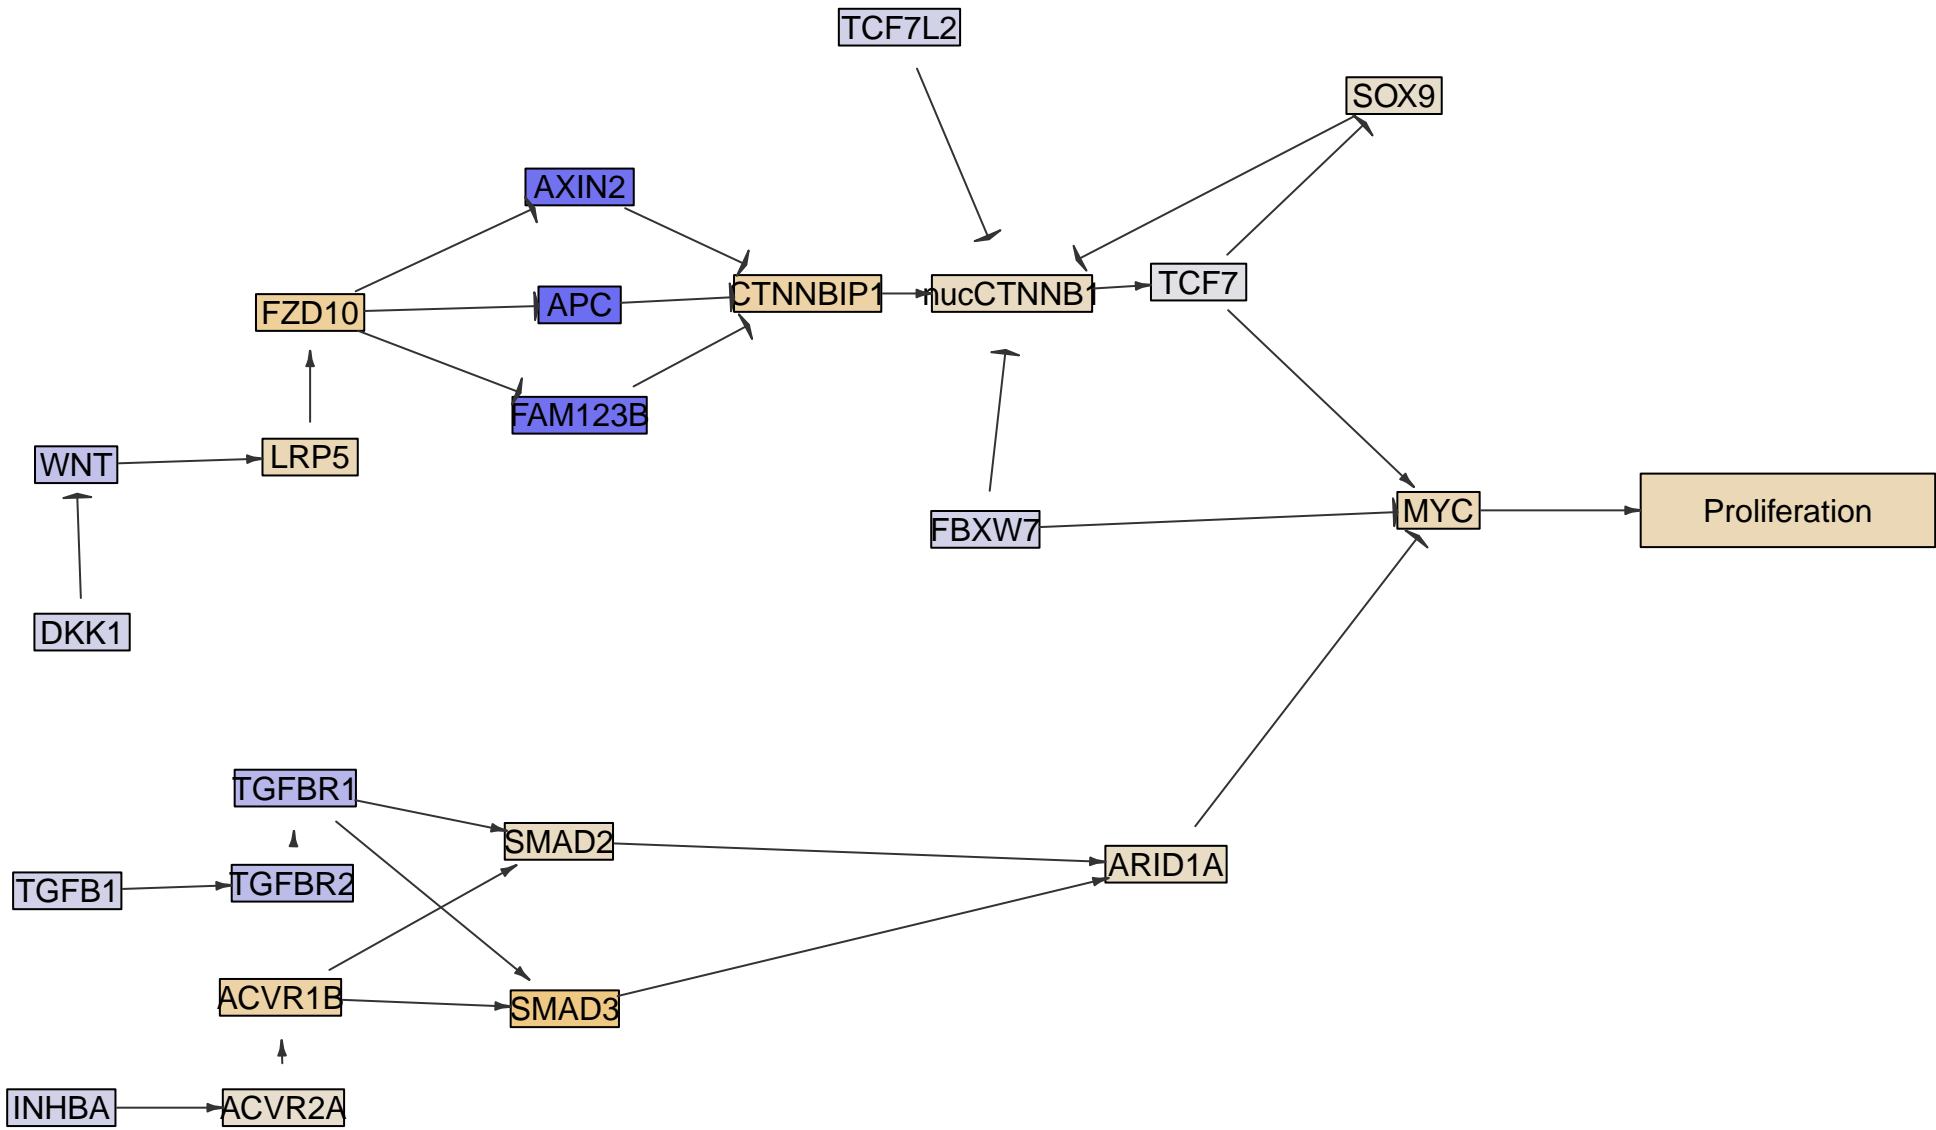 TCF7L2
SOX9
AXIN2
TCF7
CTNNBIP1
nucCTNNB1
APC
FZD10
FAM123B
LRP5
WNT
MYC
Proliferation
FBXW7
DKK1
TGFBR1
SMAD2
ARID1A
TGFBR2
TGFB1
ACVR1B
SMAD3
INHBA
ACVR2A